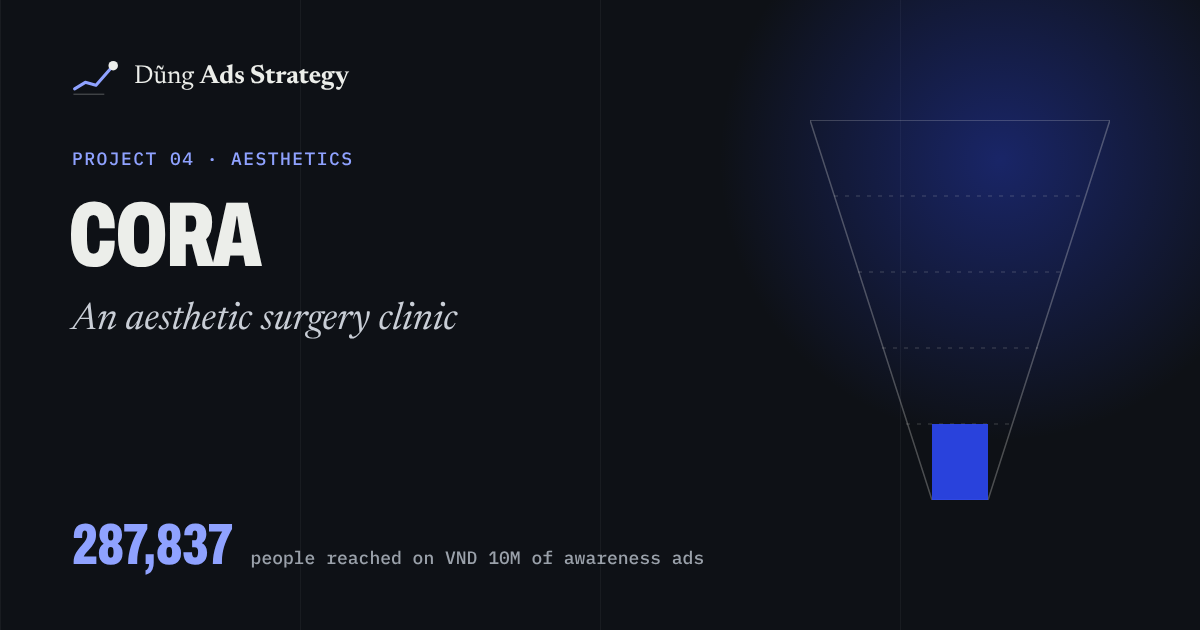 Dũng Ads Strategy
PROJECT 04 · AESTHETICS
CORA
An aesthetic surgery clinic
287,837 people reached on VND 10M of awareness ads